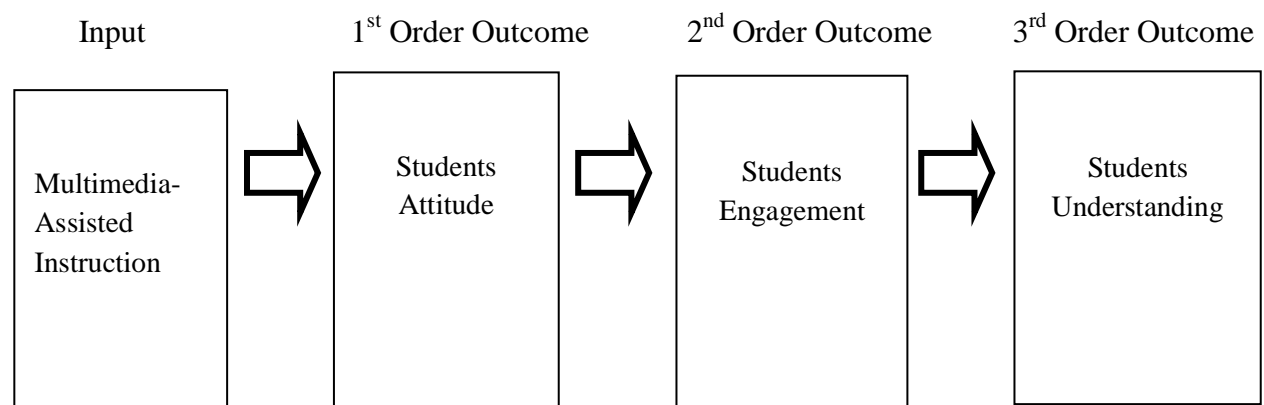 Input
1st Order Outcome
2nd Order Outcome
3rd Order Outcome
Multimedia-
Assisted
Instruction
Students
Attitude
Students
Engagement
Students
Understanding